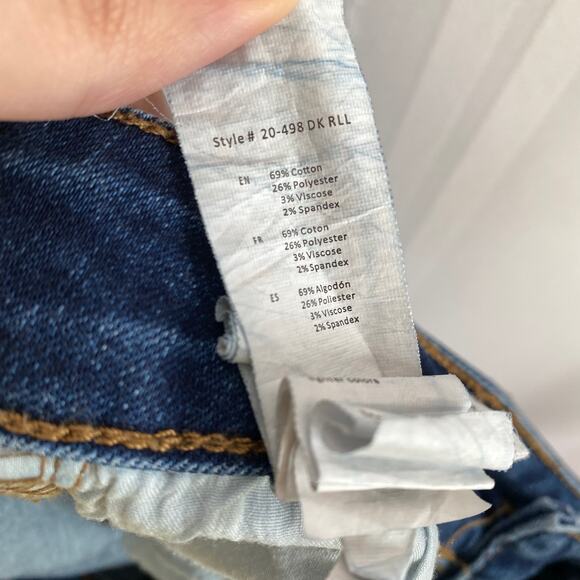 Style# 20-498 DK RLL
EN 69% Cotton
26% Polyester
3% Viscose
2% Spandex
FR 69% Coton
26% Polyester
3% Viscose
2% Spandex
ES 69% Algodón
26% Poliester
3% Viscose
2% Spandex
colors